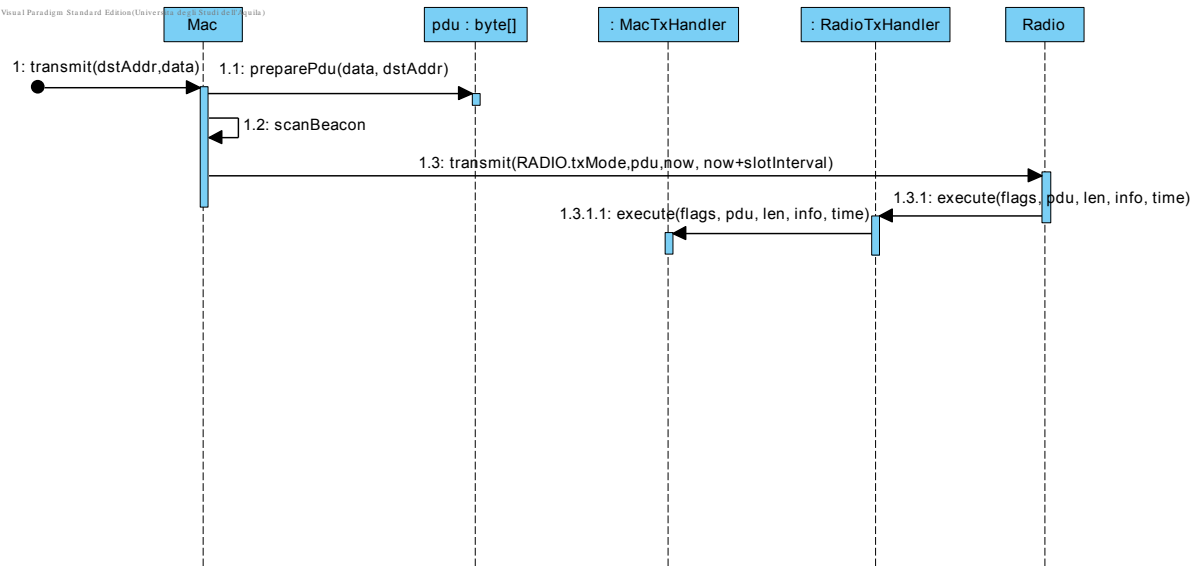 Visual Paradigm Standard Edition(Universita degli Studi dell'Aquila)
Mac
pdu : byte[]
: MacTxHandler
: RadioTxHandler
Radio
1: transmit(dstAddr,data)
1.1: preparePdu(data, dstAddr)
1.2: scanBeacon
1.3: transmit(RADIO.txMode,pdu,now, now+slotInterval)
1.3.1: execute(flags, pdu, len, info, time)
1.3.1.1: execute(flags, pdu, len, info, time)